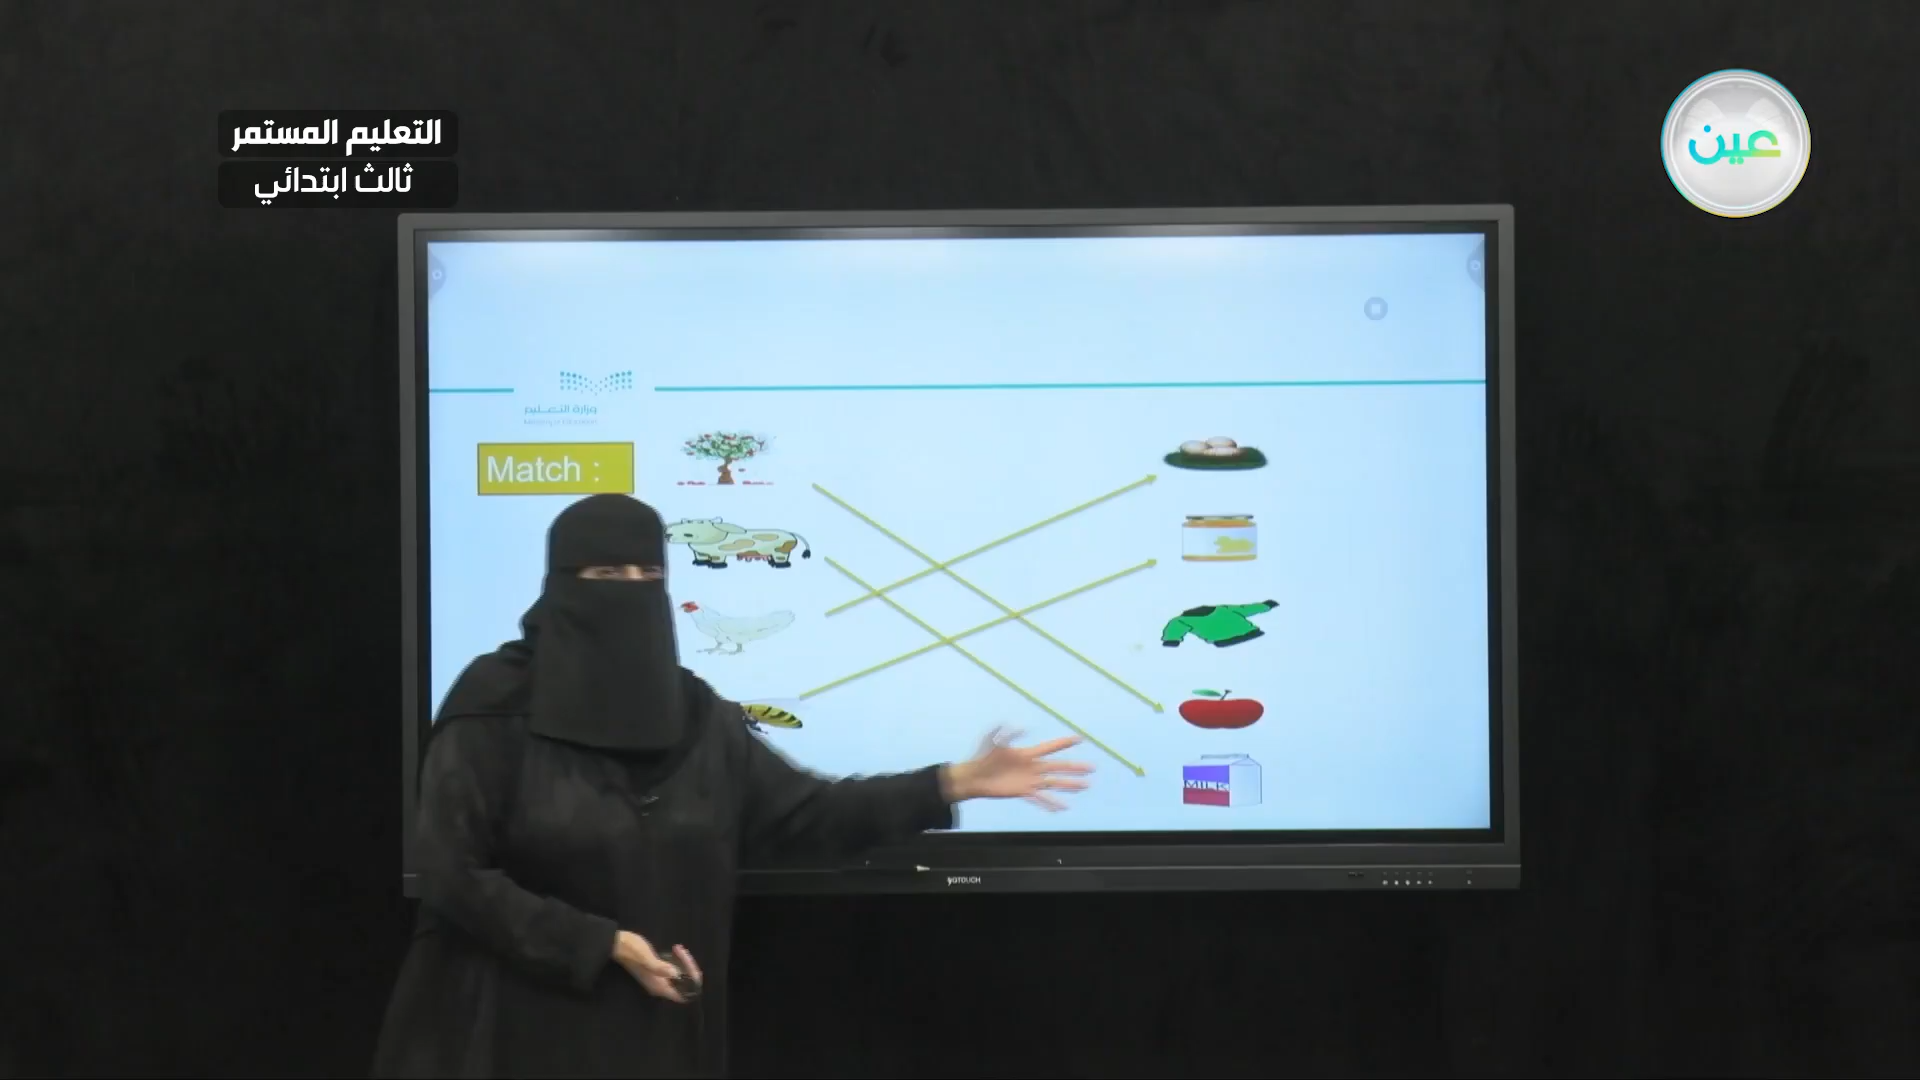 التعليم المستمر
ثالث ابتدائي
عين
وزارة التعليم
Match :
MILK